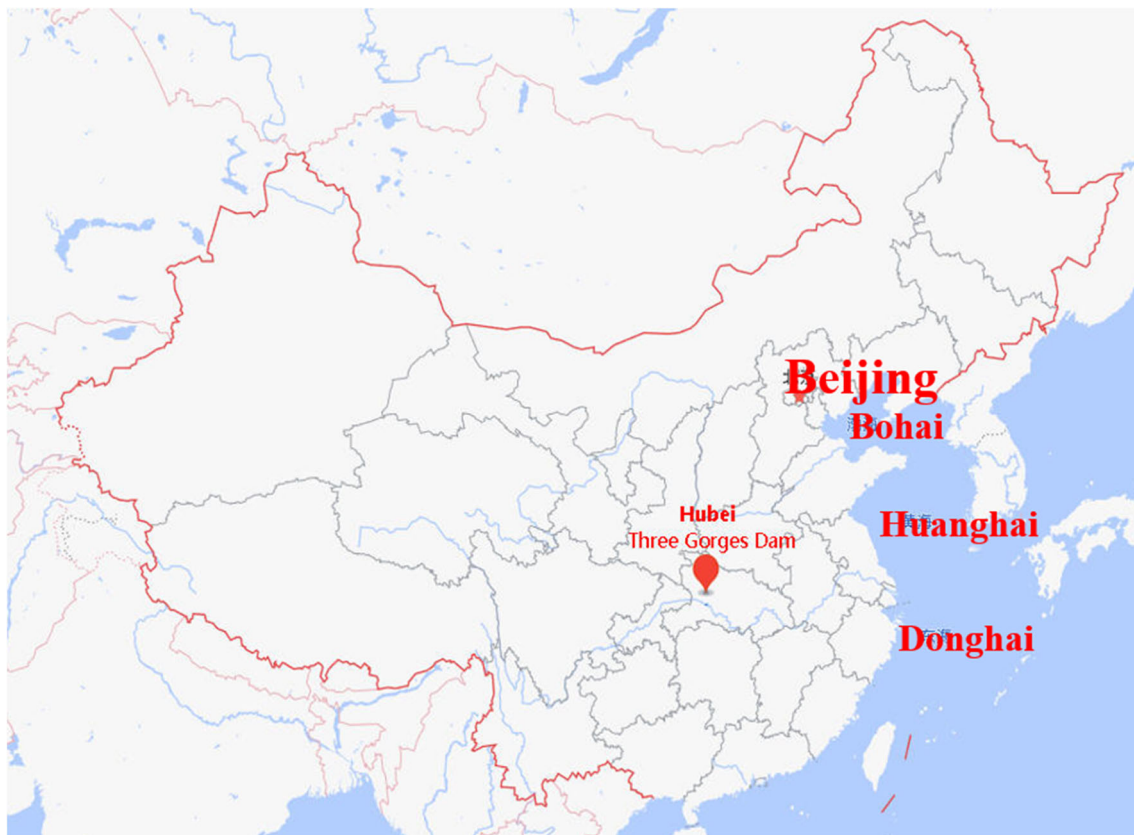 Beijing
Bohai
Hubei
Huanghai
Three Gorges Dam
Donghai